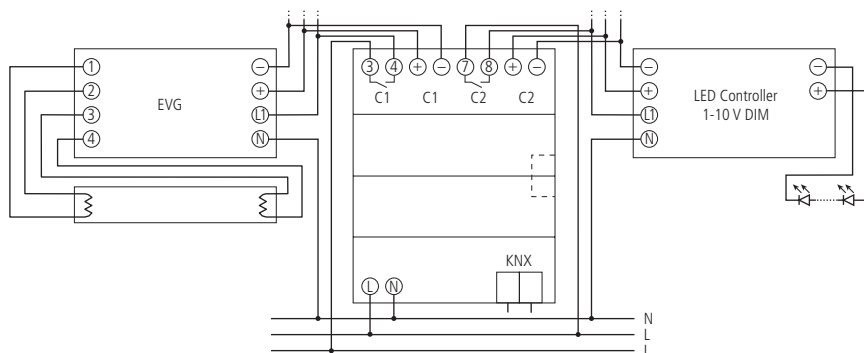 1
2
3
4
EVG
−
+
L1
N
3 4 + − 7 8 + −
C1 C1 C2 C2
KNX
L N
−
+
L1
N
LED Controller
1-10 V DIM
−
+
N
L
L